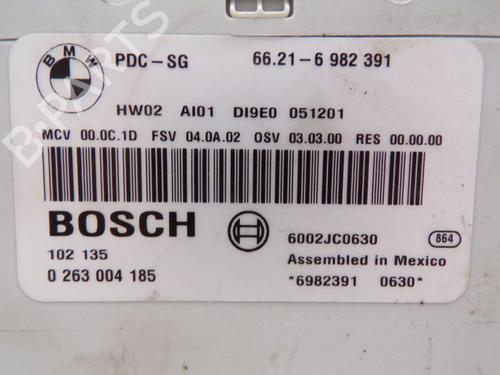 BMW PDC-SG 66.21-6 982 391
HW02 AI01 DI9E0 051201
MCV 00.0C.1D FSV 04.0A.02 OSV 03.03.00 RES 00.00.00
BOSCH
6002JC0630 864
102 135
Assembled in Mexico
0 263 004 185
*6982391 0630*
B-PARTS